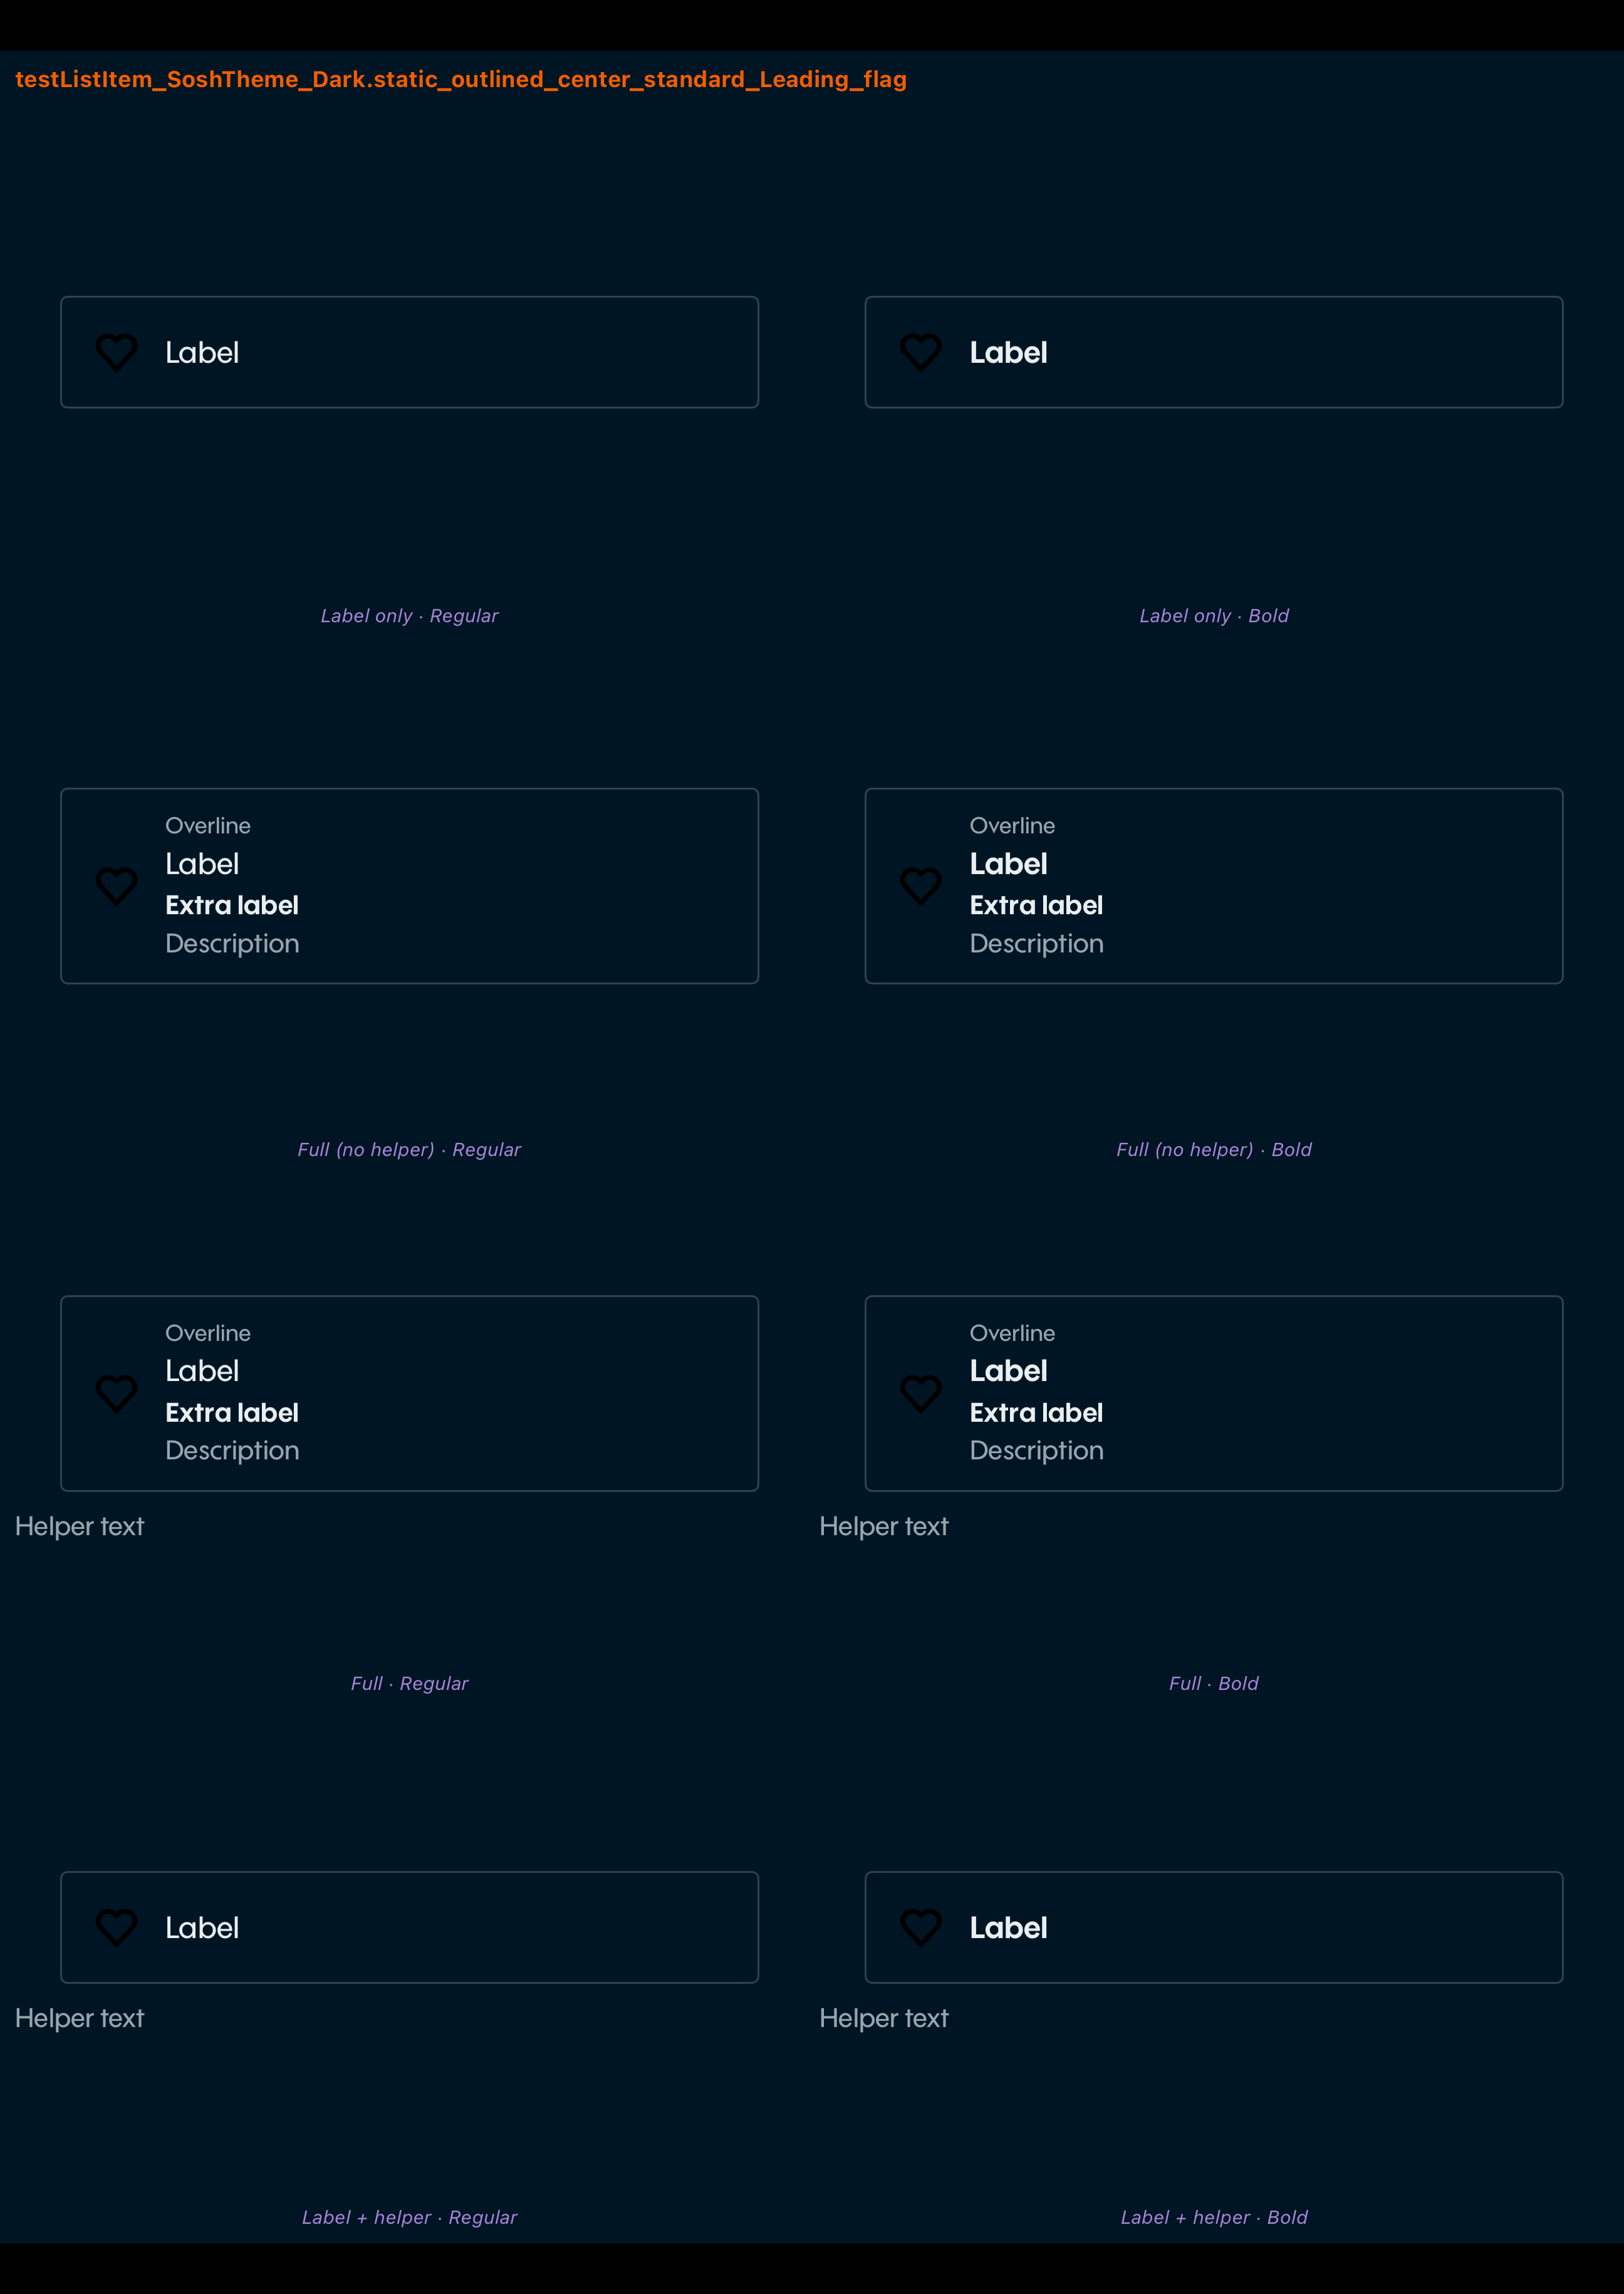 testListItem_SoshTheme_Dark.static_outlined_center_standard_Leading_flag
Label
Label
Label only · Regular
Label only · Bold
Overline
Label
Extra label
Description
Overline
Label
Extra label
Description
Full (no helper) · Regular
Full (no helper) · Bold
Overline
Label
Extra label
Description
Helper text
Overline
Label
Extra label
Description
Helper text
Full · Regular
Full · Bold
Label
Helper text
Label
Helper text
Label + helper · Regular
Label + helper · Bold